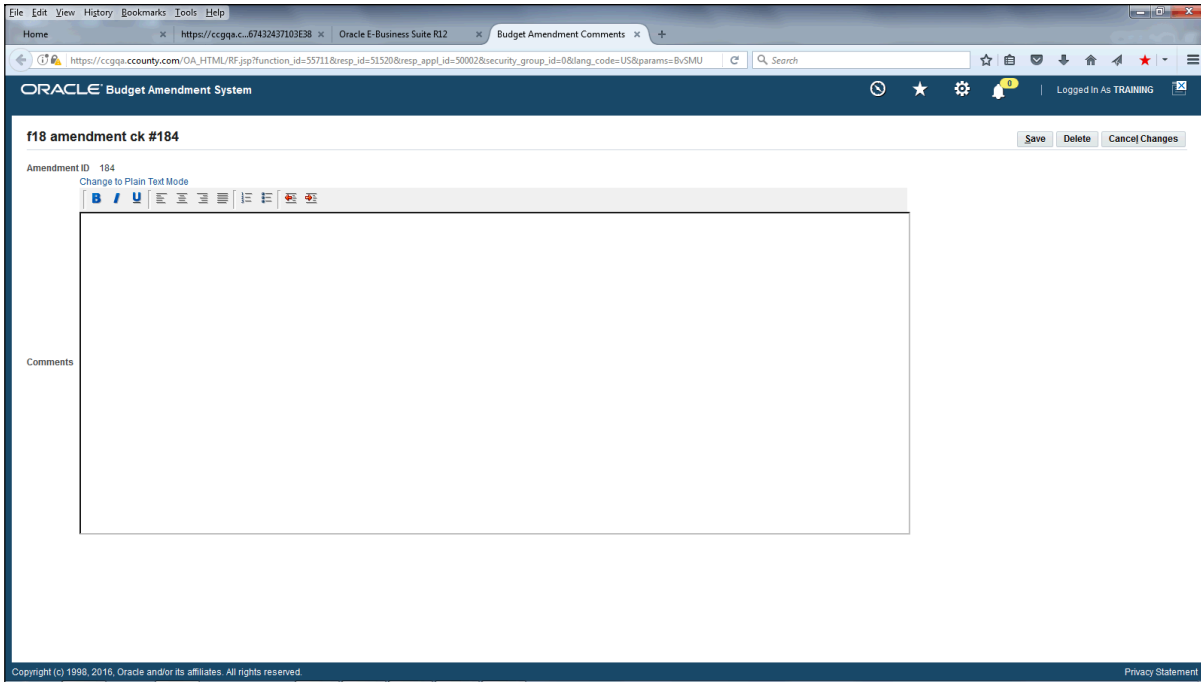 File Edit View History Bookmarks Tools Help
Home × https://ccgqa.c...67432437103E38 × Oracle E-Business Suite R12 × Budget Amendment Comments × +
https://ccgqa.ccounty.com/OA_HTML/RF.jsp?function_id=55711&resp_id=51520&resp_appl_id=50002&security_group_id=0&lang_code=US&params=BvSMU Search
ORACLE Budget Amendment System 0 | Logged In As TRAINING
f18 amendment ck #184 Save Delete Cancel Changes
Amendment ID 184
Change to Plain Text Mode
B I U
Comments
Copyright (c) 1998, 2016, Oracle and/or its affiliates. All rights reserved. Privacy Statement